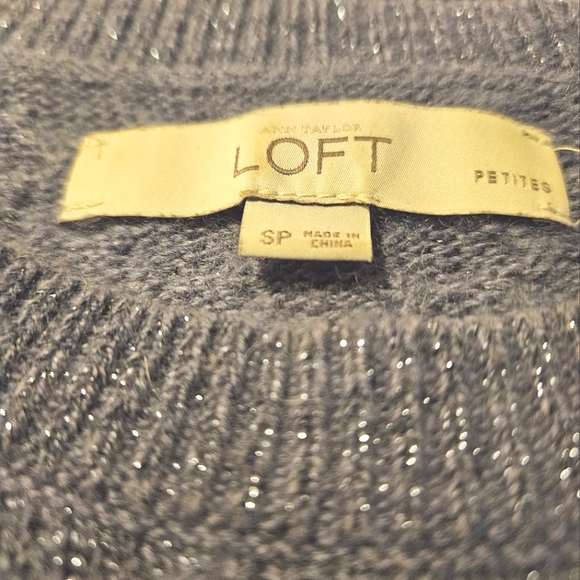 ANN TAYLOR
LOFT
PETITES
SP MADE IN
CHINA